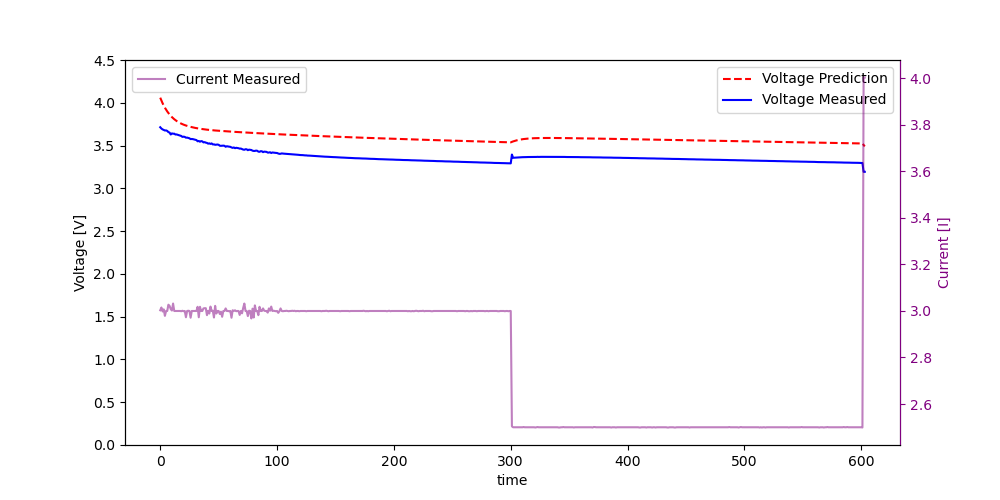 Current Measured
Voltage Prediction
Voltage Measured
Voltage [V]
4.5
4.0
3.5
3.0
2.5
2.0
1.5
1.0
0.5
0.0
0 100 200 300 400 500 600
time
4.0
3.8
3.6
3.4
3.2
3.0
2.8
2.6
Current [I]